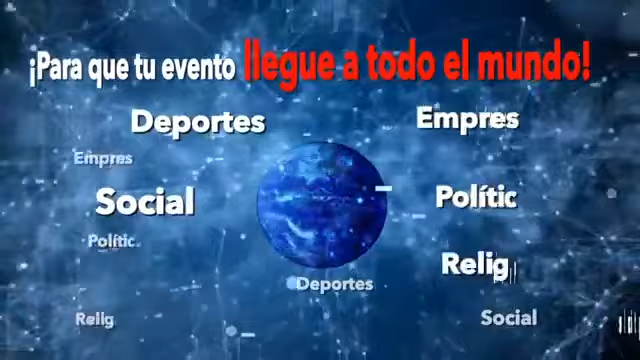 ¡Para que tu evento llegue a todo el mundo!
Deportes
Empres
Empres
Social
Polític
Polític
Relig
Deportes
Relig
Social